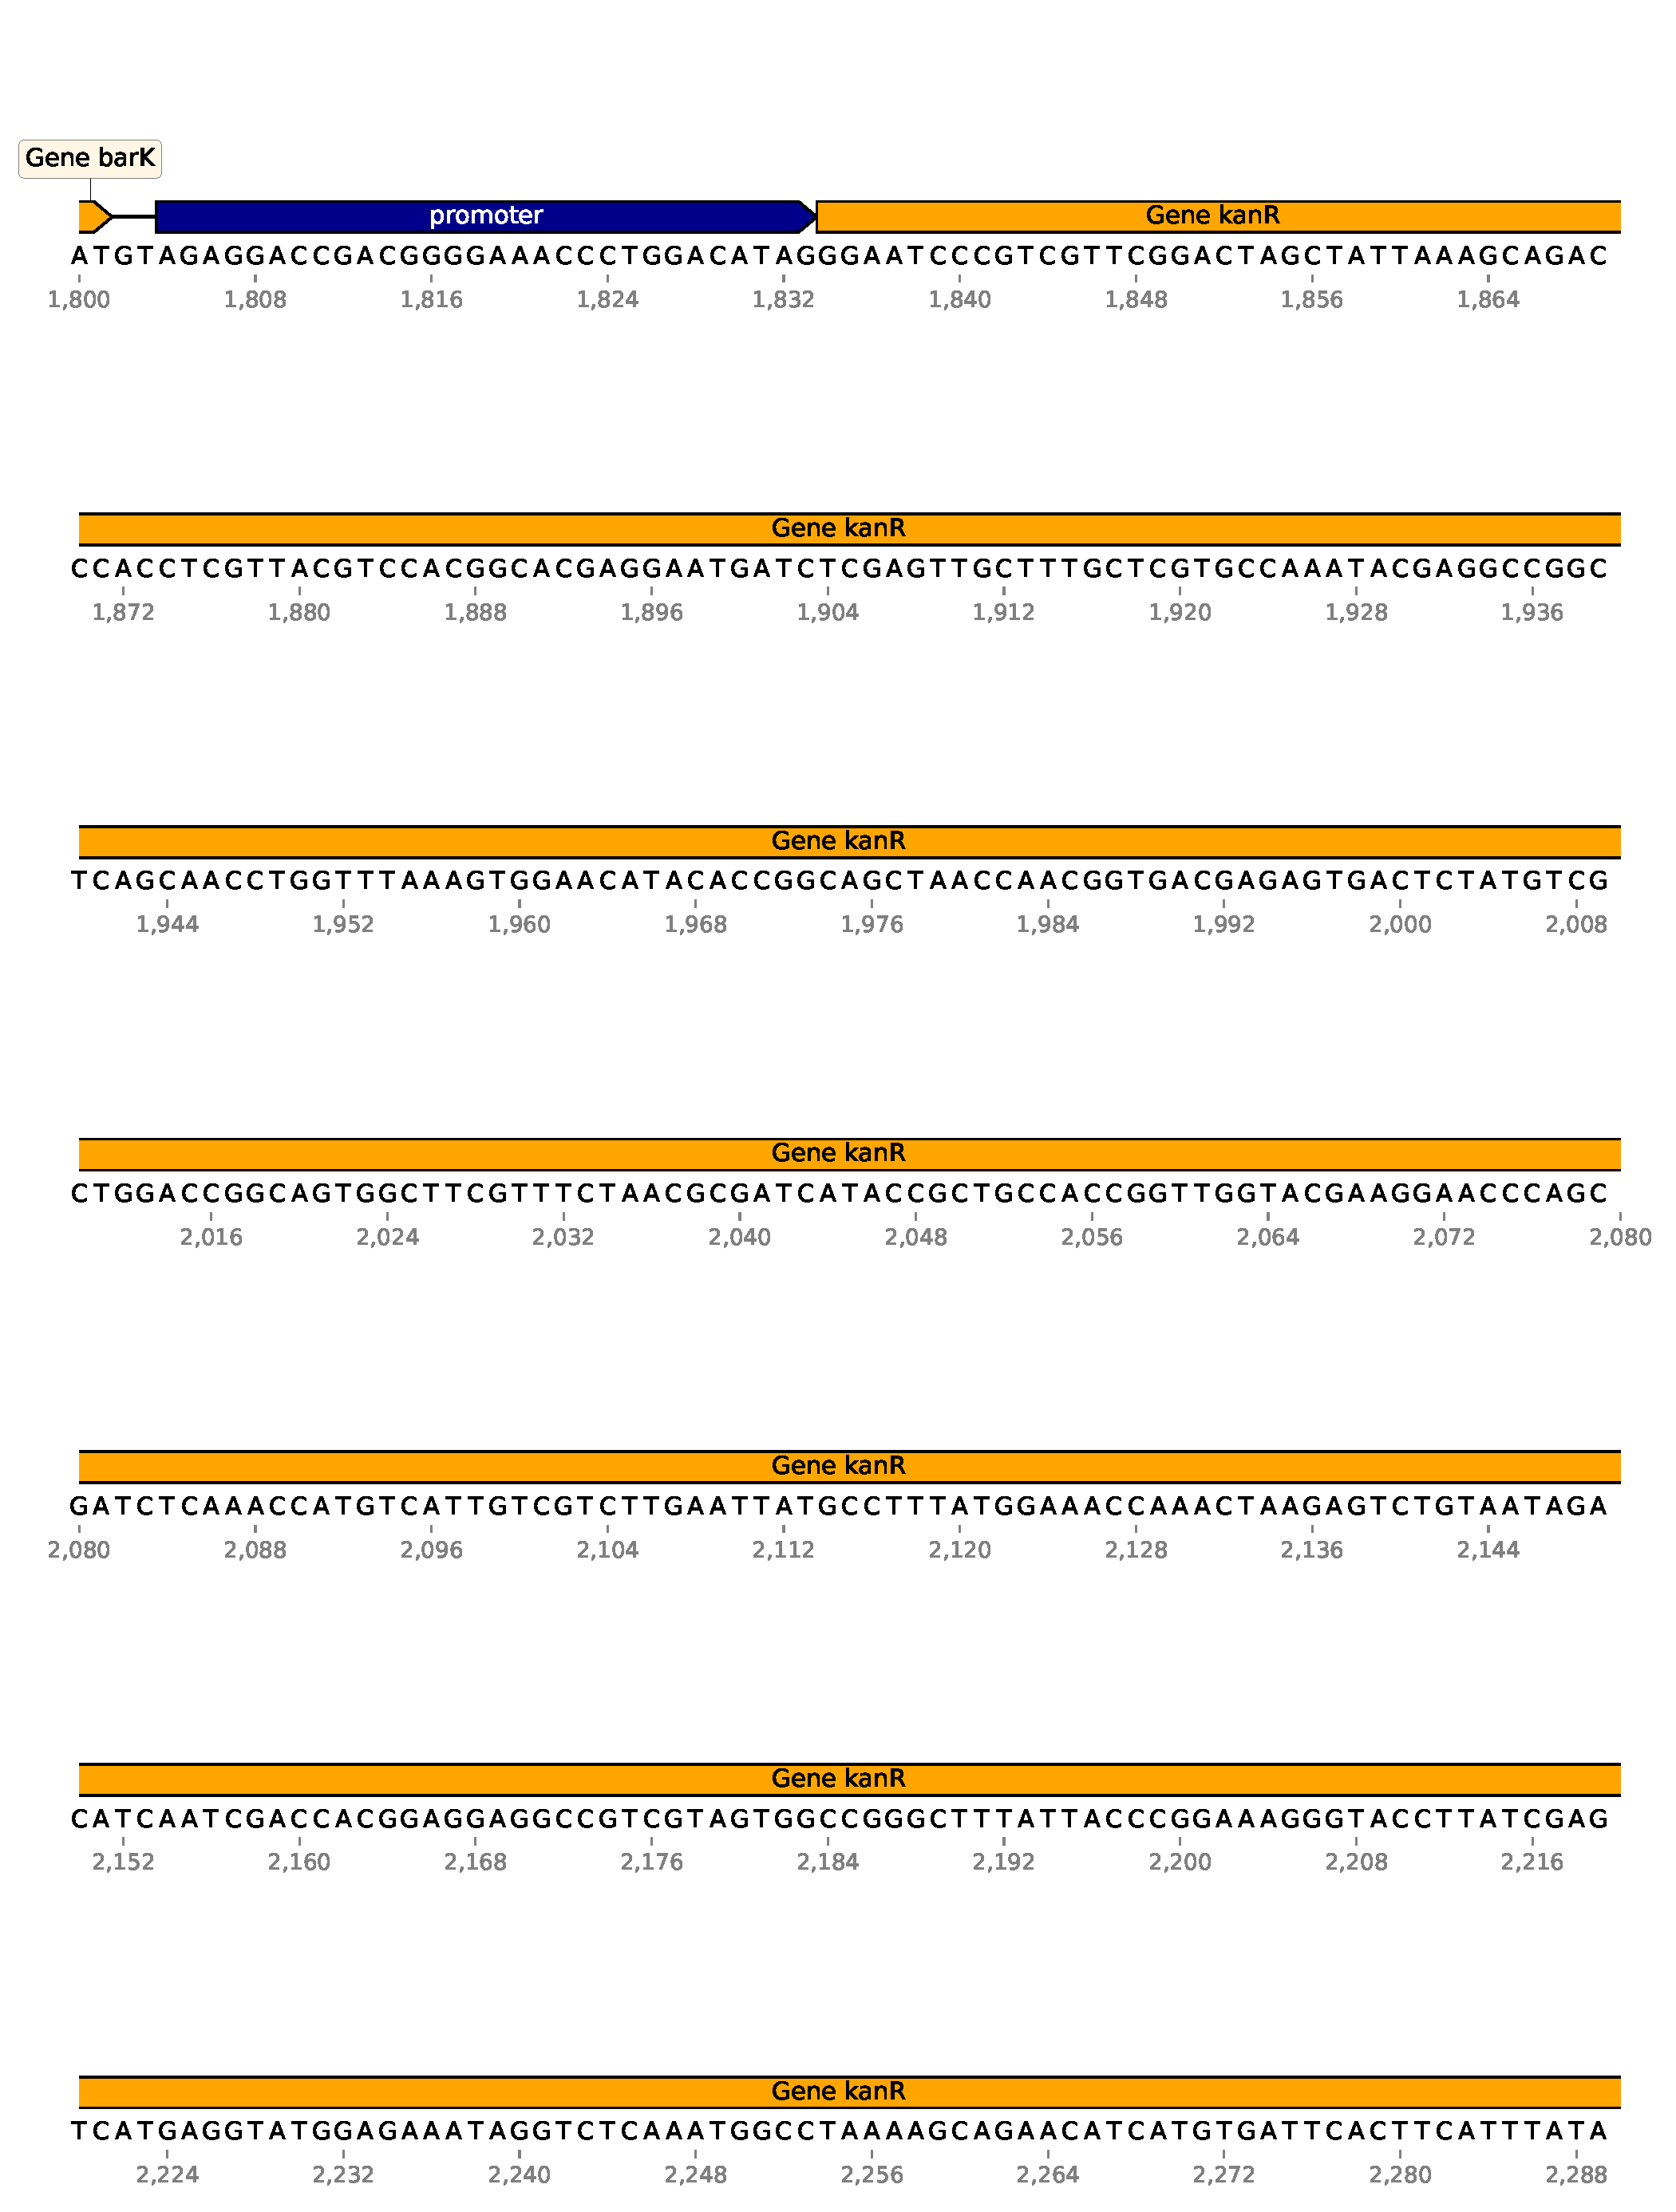 Gene barK
promoter Gene kanR
ATGTAGAGGACCGACGGGGAAACCCTGGACATAGGGAATCCCGTCGTTCGGACTAGCTATTAAAGCAGAC
1,800 1,808 1,816 1,824 1,832 1,840 1,848 1,856 1,864
Gene kanR
CCACCTCGTTACGTCCACGGCACGAGGAATGATCTCGAGTTGCTTTGCTCGTGCCAAATACGAGGCCGGC
1,872 1,880 1,888 1,896 1,904 1,912 1,920 1,928 1,936
Gene kanR
TCAGCAACCTGGTTTAAAGTGGAACATACACCGGCAGCTAACCAACGGTGACGAGAGTGACTCTATGTCG
1,944 1,952 1,960 1,968 1,976 1,984 1,992 2,000 2,008
Gene kanR
CTGGACCGGCAGTGGCTTCGTTTCTAACGCGATCATACCGCTGCCACCGGTTGGTACGAAGGAACCCAGC
2,016 2,024 2,032 2,040 2,048 2,056 2,064 2,072 2,080
Gene kanR
GATCTCAAACCATGTCATTGTCGTCTTGAATTATGCCTTTATGGAAACCAAACTAAGAGTCTGTAATAGA
2,080 2,088 2,096 2,104 2,112 2,120 2,128 2,136 2,144
Gene kanR
CATCAATCGACCACGGAGGAGGCCGTCGTAGTGGCCGGGCTTTATTACCCGGAAAGGGTACCTTATCGAG
2,152 2,160 2,168 2,176 2,184 2,192 2,200 2,208 2,216
Gene kanR
TCATGAGGTATGGAGAAATAGGTCTCAAATGGCCTAAAAGCAGAACATCATGTGATTCACTTCATTTATA
2,224 2,232 2,240 2,248 2,256 2,264 2,272 2,280 2,288